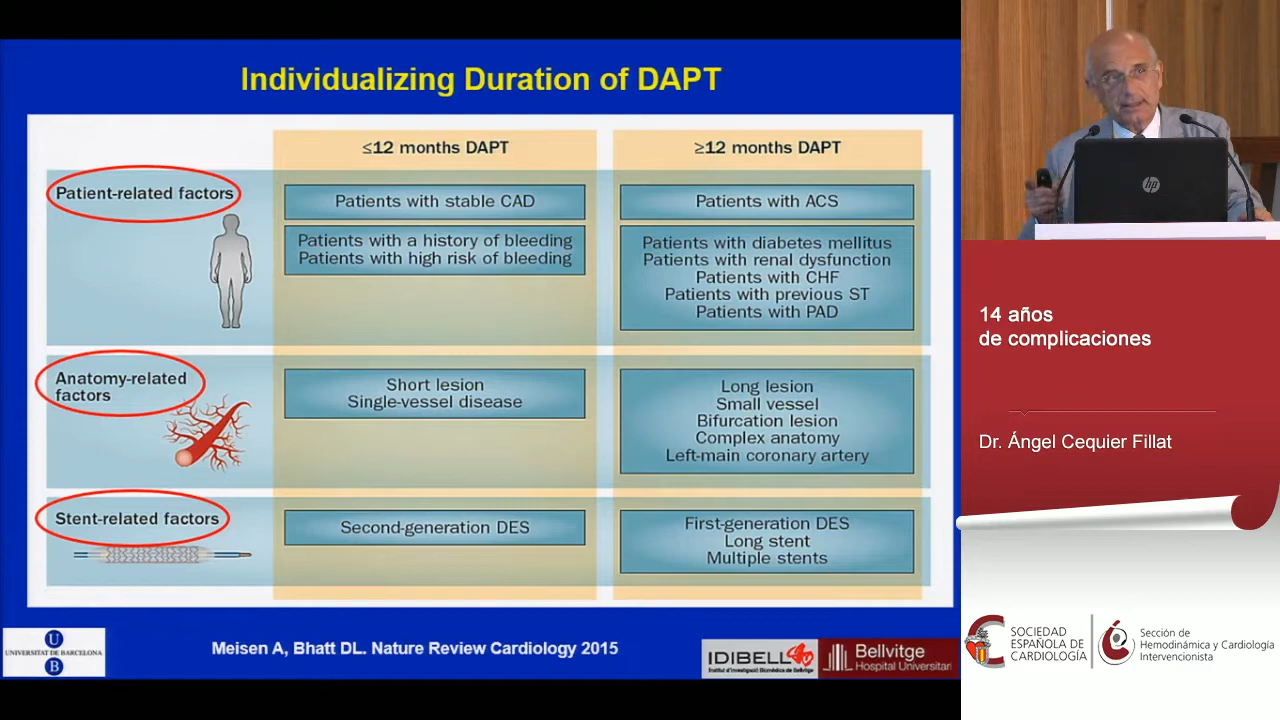 Individualizing Duration of DAPT
≤12 months DAPT
≥12 months DAPT
Patient-related factors
Patients with stable CAD
Patients with a history of bleeding
Patients with high risk of bleeding
Patients with ACS
Patients with diabetes mellitus
Patients with renal dysfunction
Patients with CHF
Patients with previous ST
Patients with PAD
Anatomy-related
factors
Short lesion
Single-vessel disease
Long lesion
Small vessel
Bifurcation lesion
Complex anatomy
Left-main coronary artery
Stent-related factors
Second-generation DES
First-generation DES
Long stent
Multiple stents
U
UNIVERSITAT DE BARCELONA
B
Meisen A, Bhatt DL. Nature Review Cardiology 2015
IDIBELL
Institut d'Investigació Biomèdica de Bellvitge
Bellvitge
Hospital Universitari
hp
14 años
de complicaciones
Dr. Ángel Cequier Fillat
SOCIEDAD
ESPAÑOLA DE
CARDIOLOGÍA
Sección de
Hemodinámica y Cardiología
Intervencionista